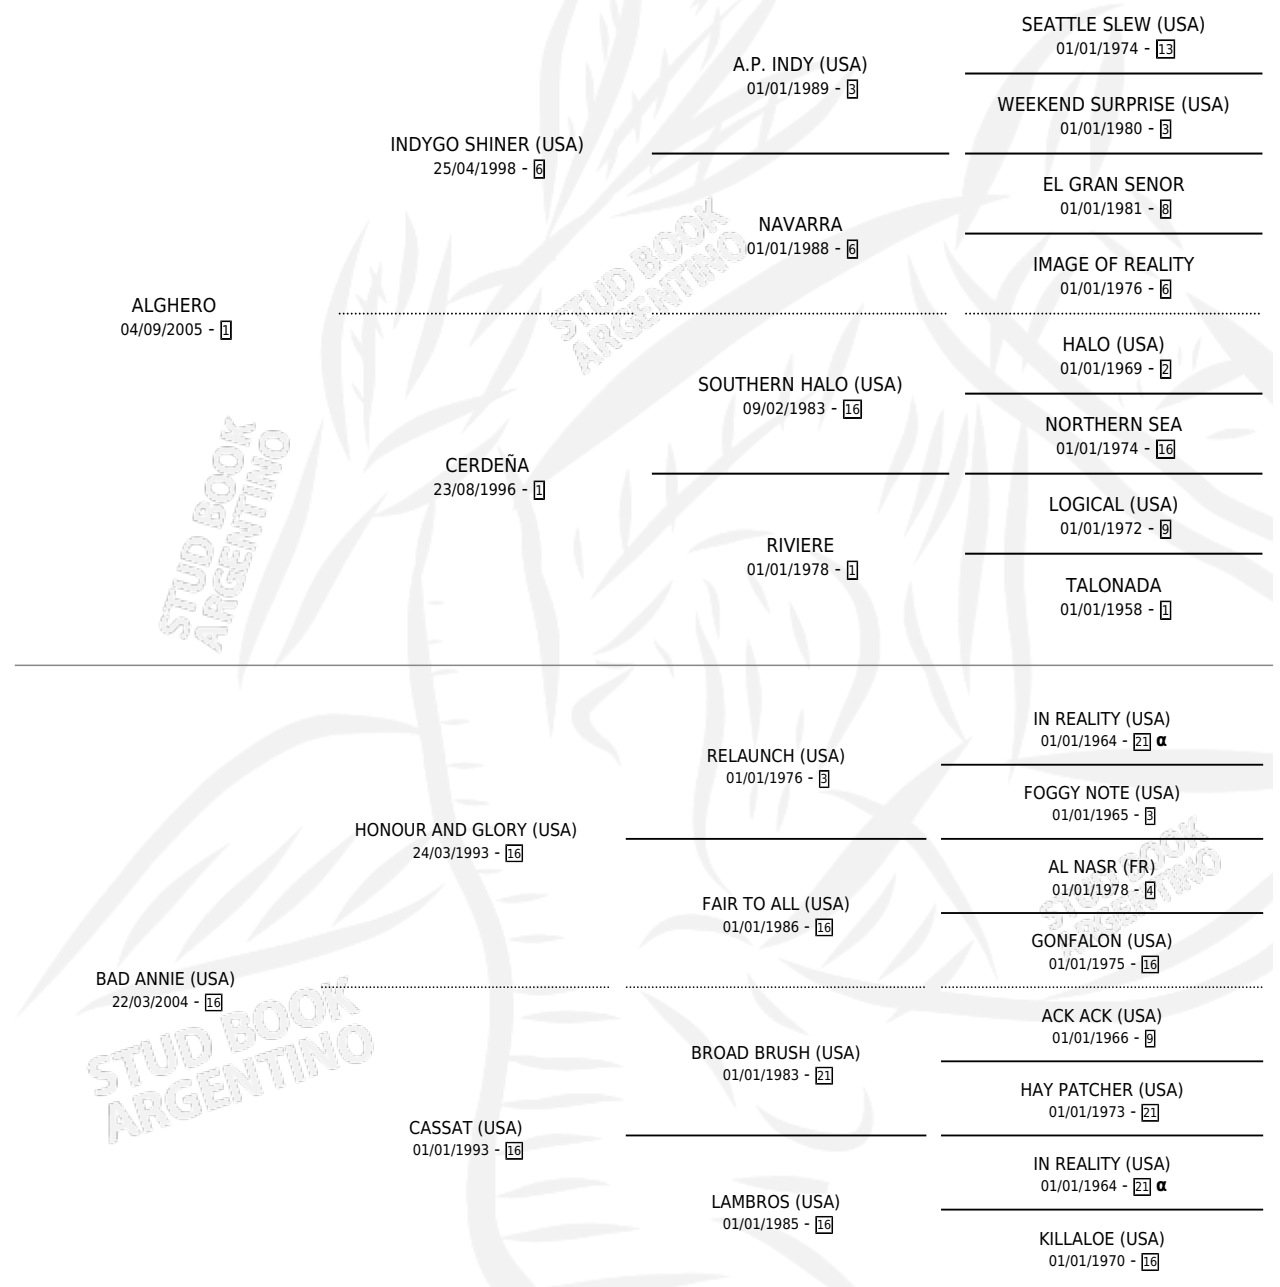 SEATTLE SLEW (USA)
01/01/1974 - 13
A.P. INDY (USA)
01/01/1989 - 3
WEEKEND SURPRISE (USA)
01/01/1980 - 3
INDYGO SHINER (USA)
25/04/1998 - 6
EL GRAN SENOR
01/01/1981 - 8
NAVARRA
01/01/1988 - 6
IMAGE OF REALITY
01/01/1976 - 6
ALGHERO
04/09/2005 - 1
HALO (USA)
01/01/1969 - 2
SOUTHERN HALO (USA)
09/02/1983 - 16
NORTHERN SEA
01/01/1974 - 16
CERDEÑA
23/08/1996 - 1
LOGICAL (USA)
01/01/1972 - 9
RIVIERE
01/01/1978 - 1
TALONADA
01/01/1958 - 1
STUD BOOK
ARGENTINO
STUD BOOK
ARGENTINO
IN REALITY (USA)
01/01/1964 - 21 α
RELAUNCH (USA)
01/01/1976 - 3
FOGGY NOTE (USA)
01/01/1965 - 3
HONOUR AND GLORY (USA)
24/03/1993 - 16
AL NASR (FR)
01/01/1978 - 4
FAIR TO ALL (USA)
01/01/1986 - 16
GONFALON (USA)
01/01/1975 - 16
BAD ANNIE (USA)
22/03/2004 - 16
ACK ACK (USA)
01/01/1966 - 9
BROAD BRUSH (USA)
01/01/1983 - 21
HAY PATCHER (USA)
01/01/1973 - 21
CASSAT (USA)
01/01/1993 - 16
IN REALITY (USA)
01/01/1964 - 21 α
LAMBROS (USA)
01/01/1985 - 16
KILLALOE (USA)
01/01/1970 - 16
STUD BOOK
ARGENTINO
STUD BOOK
ARGENTINO